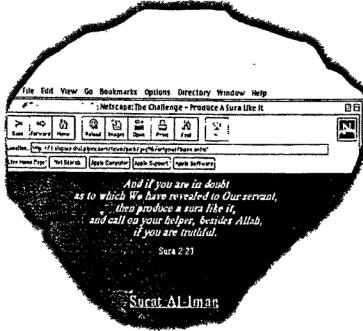 File Edit View Go Bookmarks Options Directory Window Help
Netscape: The Challenge - Produce A Sura Like It
Back Forward Home Reload Images Open Print Find
Location:
Net Search Apple Computer Apple Support Apple Software
And if you are in doubt
as to which We have revealed to Our servant,
then produce a sura like it,
and call on your helper, besides Allah,
if you are truthful.
Sura 2:23
Surat Al-Iman